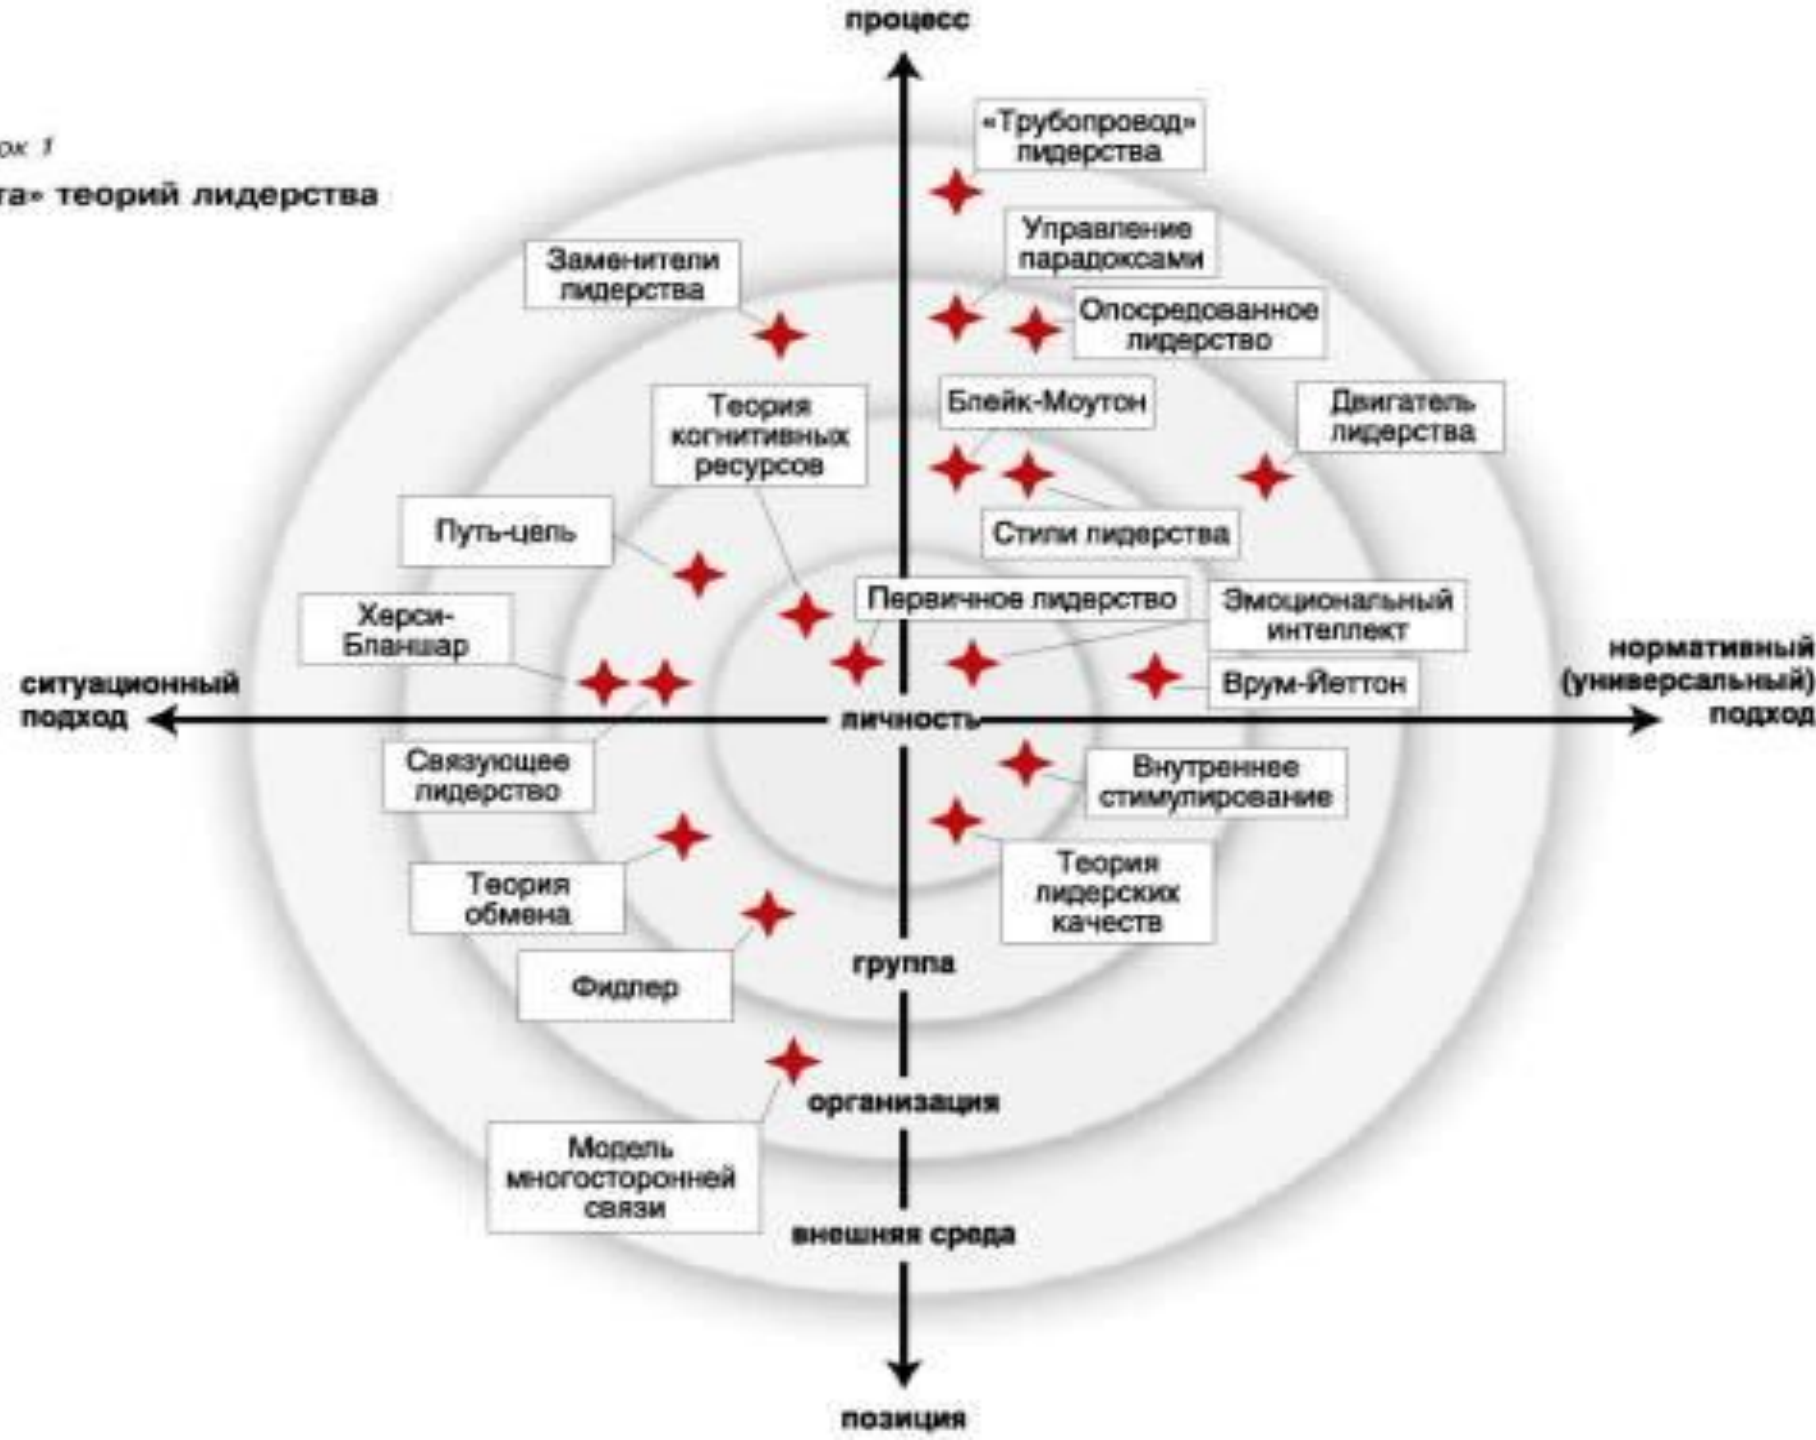 процесс
«Трубопровод»
лидерства
ок 1
та» теорий лидерства
Управление
парадоксами
Заменители
лидерства
Опосредованное
лидерство
Теория
когнитивных
ресурсов
Блейк-Моутон
Двигатель
лидерства
Путь-цель
Стили лидерства
Херси-
Бланшар
Первичное лидерство
Эмоциональный
интеллект
ситуационный
подход
Врум-Йеттон
нормативный
(универсальный)
подход
личность
Связующее
лидерство
Внутреннее
стимулирование
Теория
обмена
Теория
лидерских
качеств
Фидлер
группа
организация
Модель
многосторонней
связи
внешняя среда
позиция